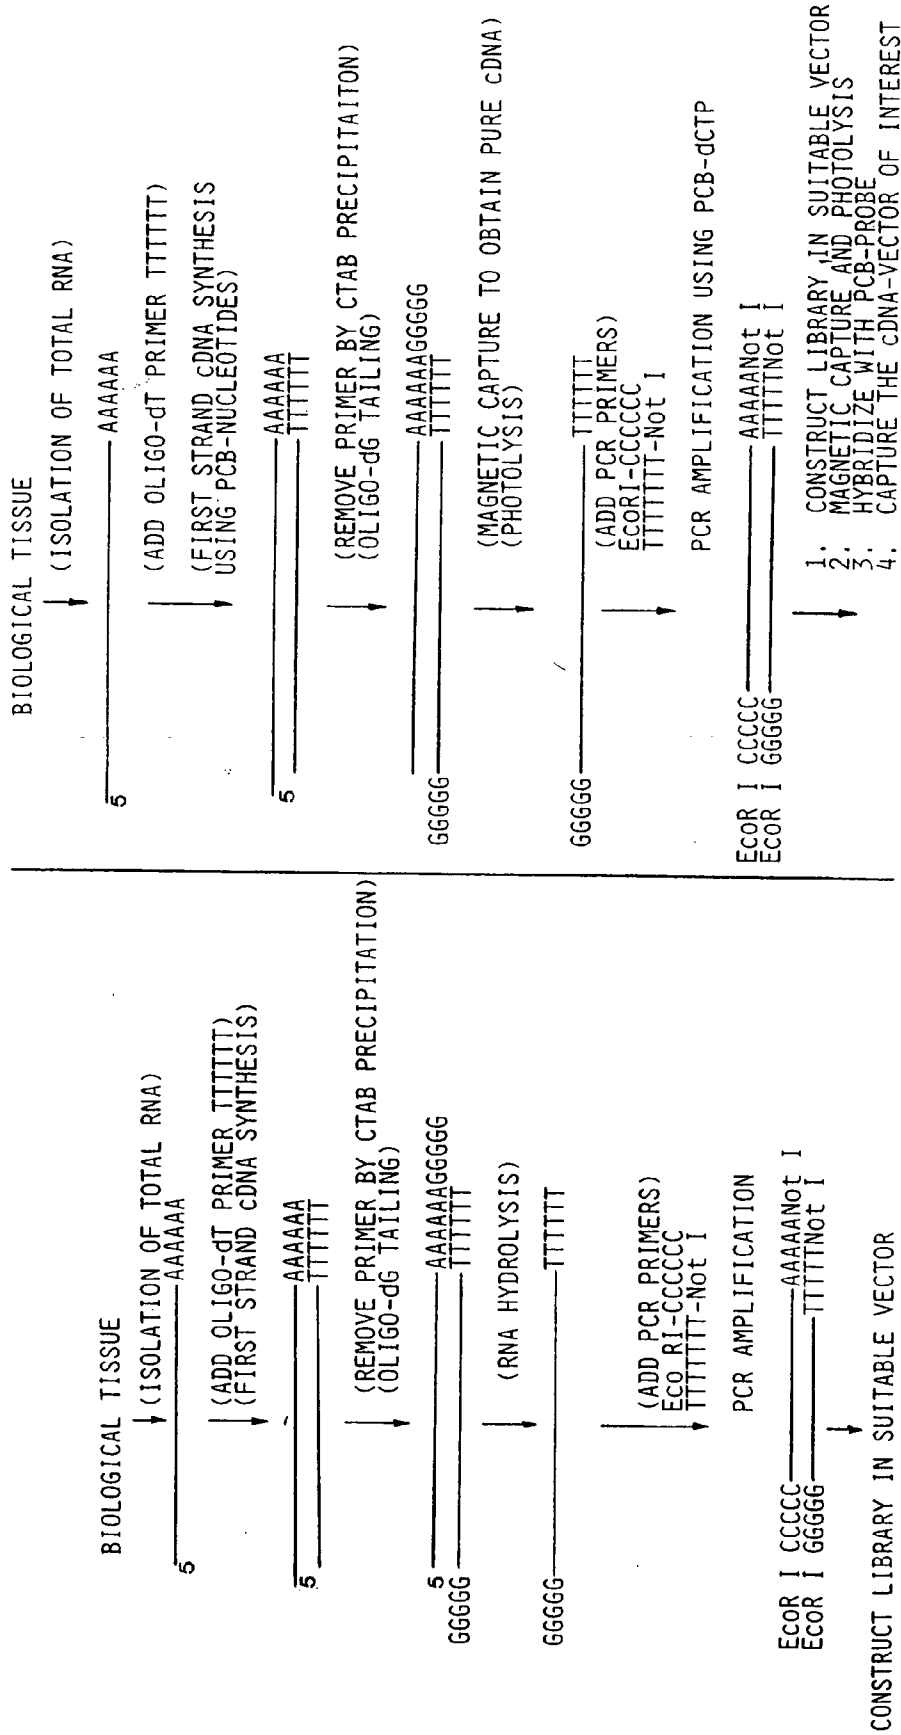 BIOLOGICAL TISSUE
(ISOLATION OF TOTAL RNA)
5 AAAAAA
(ADD OLIGO-dT PRIMER TTTTTT)
(FIRST STRAND CDNA SYNTHESIS)
5 AAAAAA
TTTTTT
(REMOVE PRIMER BY CTAB PRECIPITATION)
(OLIGO-dG TAILING)
5 AAAAAAGGGGG
GGGGG TTTTTT
(RNA HYDROLYSIS)
GGGGG TTTTTT
(ADD PCR PRIMERS)
ECO RI-CCCCCC
TTTTTTT-Not I
PCR AMPLIFICATION
ECOR I CCCCC AAAAANot I
ECOR I GGGGG TTTTTNot I
CONSTRUCT LIBRARY IN SUITABLE VECTOR
BIOLOGICAL TISSUE
(ISOLATION OF TOTAL RNA)
5 AAAAAA
(ADD OLIGO-dT PRIMER TTTTTT)
(FIRST STRAND cDNA SYNTHESIS
USING PCB-NUCLEOTIDES)
5 AAAAAA
TTTTTT
(REMOVE PRIMER BY CTAB PRECIPITAITON)
(OLIGO-dG TAILING)
AAAAAAGGGGG
GGGGG TTTTTT
(MAGNETIC CAPTURE TO OBTAIN PURE cDNA)
(PHOTOLYSIS)
GGGGG TTTTTT
(ADD PCR PRIMERS)
ECORI-CCCCCC
TTTTTTT-Not I
PCR AMPLIFICATION USING PCB-dCTP
ECOR I CCCCC AAAAANot I
ECOR I GGGGG TTTTTNot I
1. CONSTRUCT LIBRARY IN SUITABLE VECTOR
2. MAGNETIC CAPTURE AND PHOTOLYSIS
3. HYBRIDIZE WITH PCB-PROBE
4. CAPTURE THE cDNA-VECTOR OF INTEREST